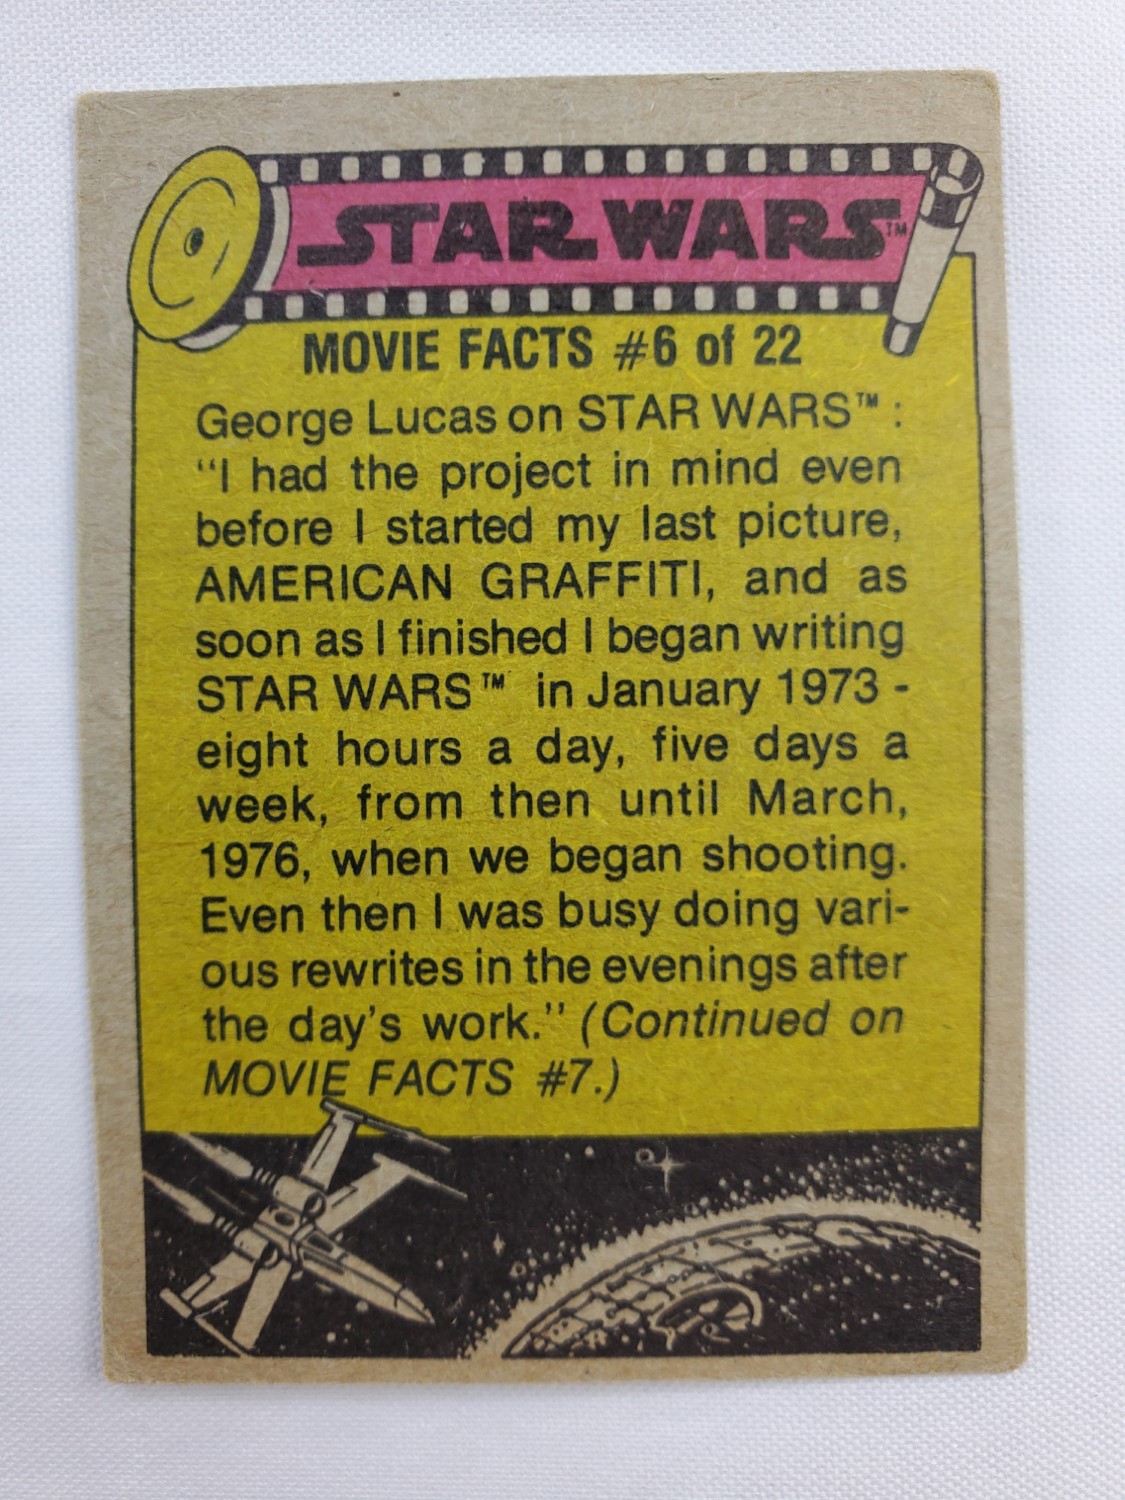 STAR WARS™
MOVIE FACTS #6 of 22
George Lucas on STAR WARS™ :
“I had the project in mind even
before I started my last picture,
AMERICAN GRAFFITI, and as
soon as I finished I began writing
STAR WARS™ in January 1973 -
eight hours a day, five days a
week, from then until March,
1976, when we began shooting.
Even then I was busy doing vari-
ous rewrites in the evenings after
the day's work.” (Continued on
MOVIE FACTS #7.)